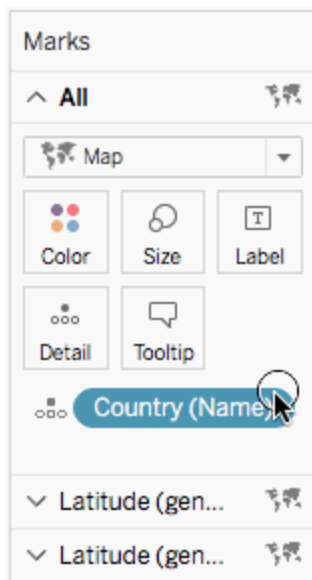 Marks
All
Map
Color Size Label
T
Detail Tooltip
Country (Name)
Latitude (gen...
Latitude (gen...